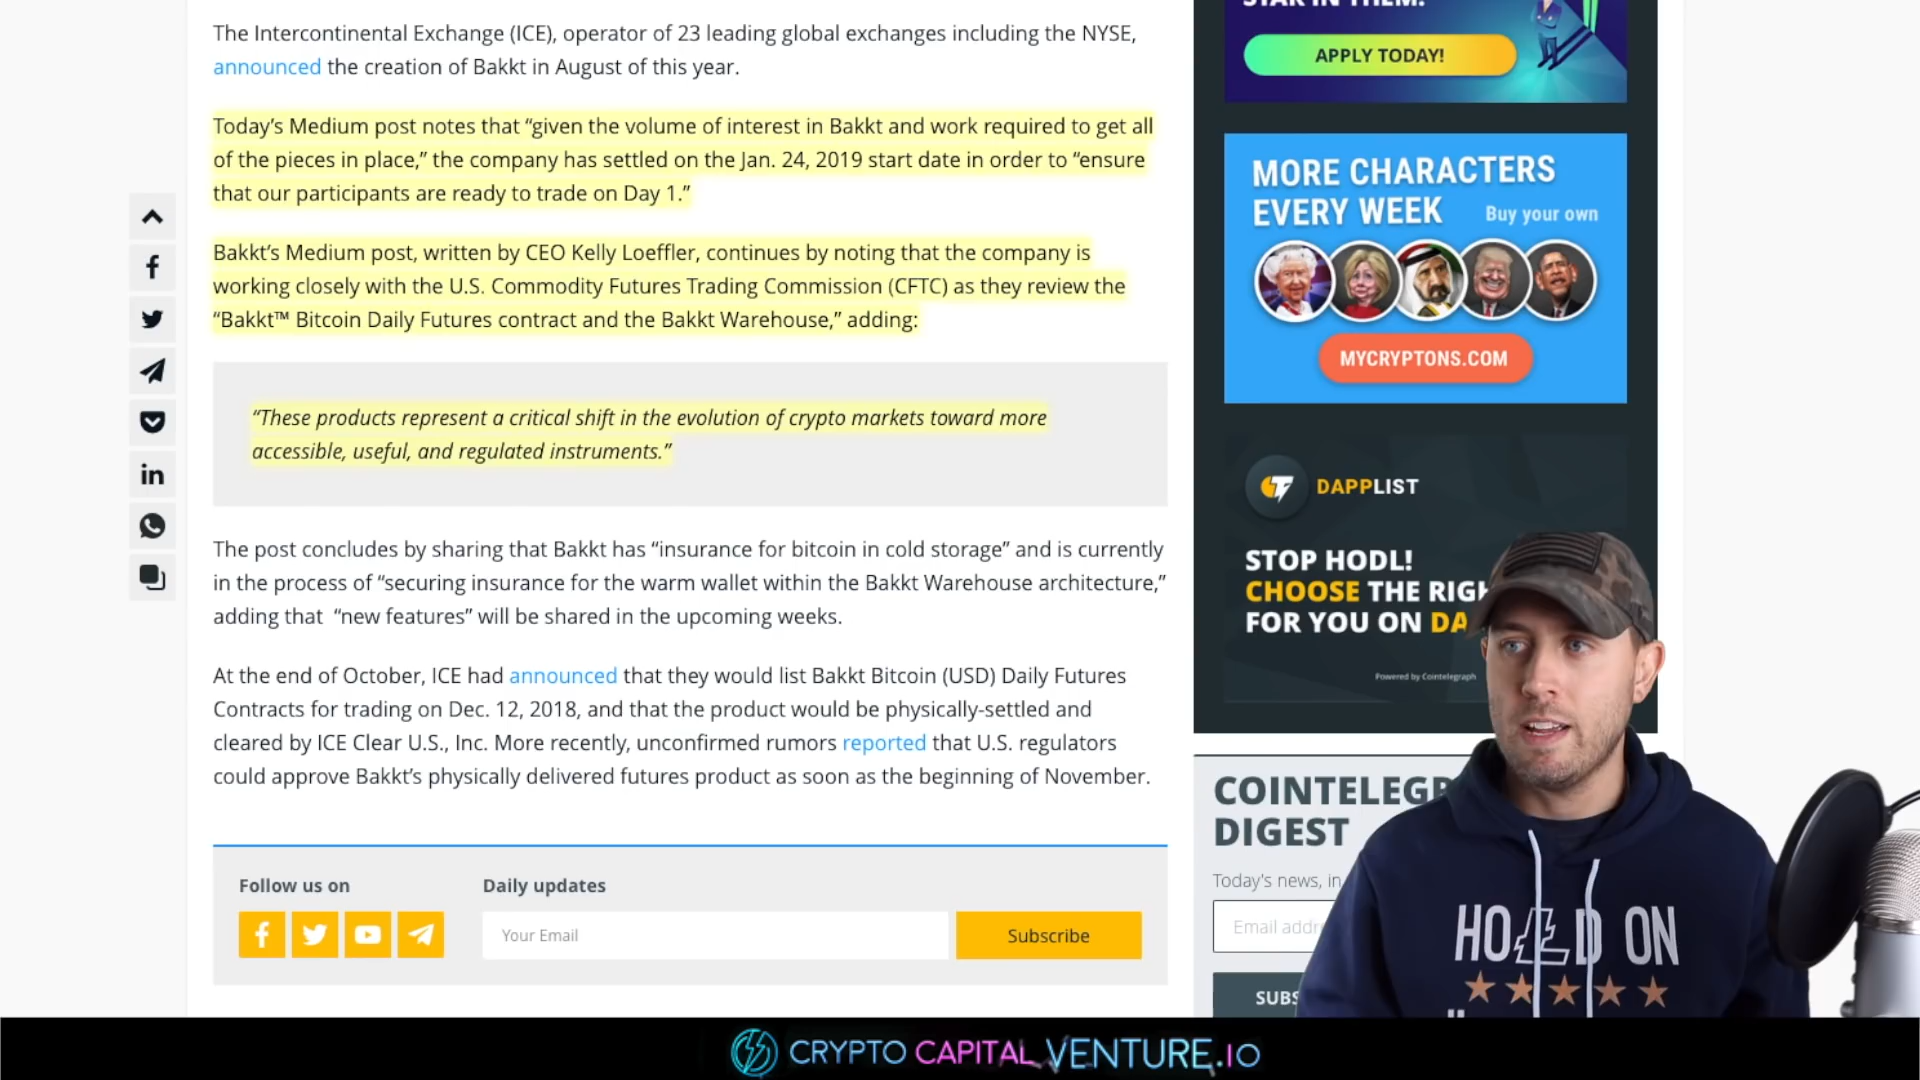 The Intercontinental Exchange (ICE), operator of 23 leading global exchanges including the NYSE,
announced the creation of Bakkt in August of this year.
Today’s Medium post notes that “given the volume of interest in Bakkt and work required to get all
of the pieces in place,” the company has settled on the Jan. 24, 2019 start date in order to “ensure
that our participants are ready to trade on Day 1.”
Bakkt’s Medium post, written by CEO Kelly Loeffler, continues by noting that the company is
working closely with the U.S. Commodity Futures Trading Commission (CFTC) as they review the
“Bakkt™ Bitcoin Daily Futures contract and the Bakkt Warehouse,” adding:
“These products represent a critical shift in the evolution of crypto markets toward more
accessible, useful, and regulated instruments.”
The post concludes by sharing that Bakkt has “insurance for bitcoin in cold storage” and is currently
in the process of “securing insurance for the warm wallet within the Bakkt Warehouse architecture,”
adding that “new features” will be shared in the upcoming weeks.
At the end of October, ICE had announced that they would list Bakkt Bitcoin (USD) Daily Futures
Contracts for trading on Dec. 12, 2018, and that the product would be physically-settled and
cleared by ICE Clear U.S., Inc. More recently, unconfirmed rumors reported that U.S. regulators
could approve Bakkt’s physically delivered futures product as soon as the beginning of November.
Follow us on
Daily updates
Your Email
Subscribe
STAR IN THEM!
APPLY TODAY!
MORE CHARACTERS
EVERY WEEK
Buy your own
MYCRYPTONS.COM
DAPPLIST
STOP HODL!
CHOOSE THE RIGH
FOR YOU ON DA
Powered by Cointelegraph
COINTELEGR
DIGEST
Today's news, in
Email addr
SUBS
HOLD ON
CRYPTO CAPITAL VENTURE.IO